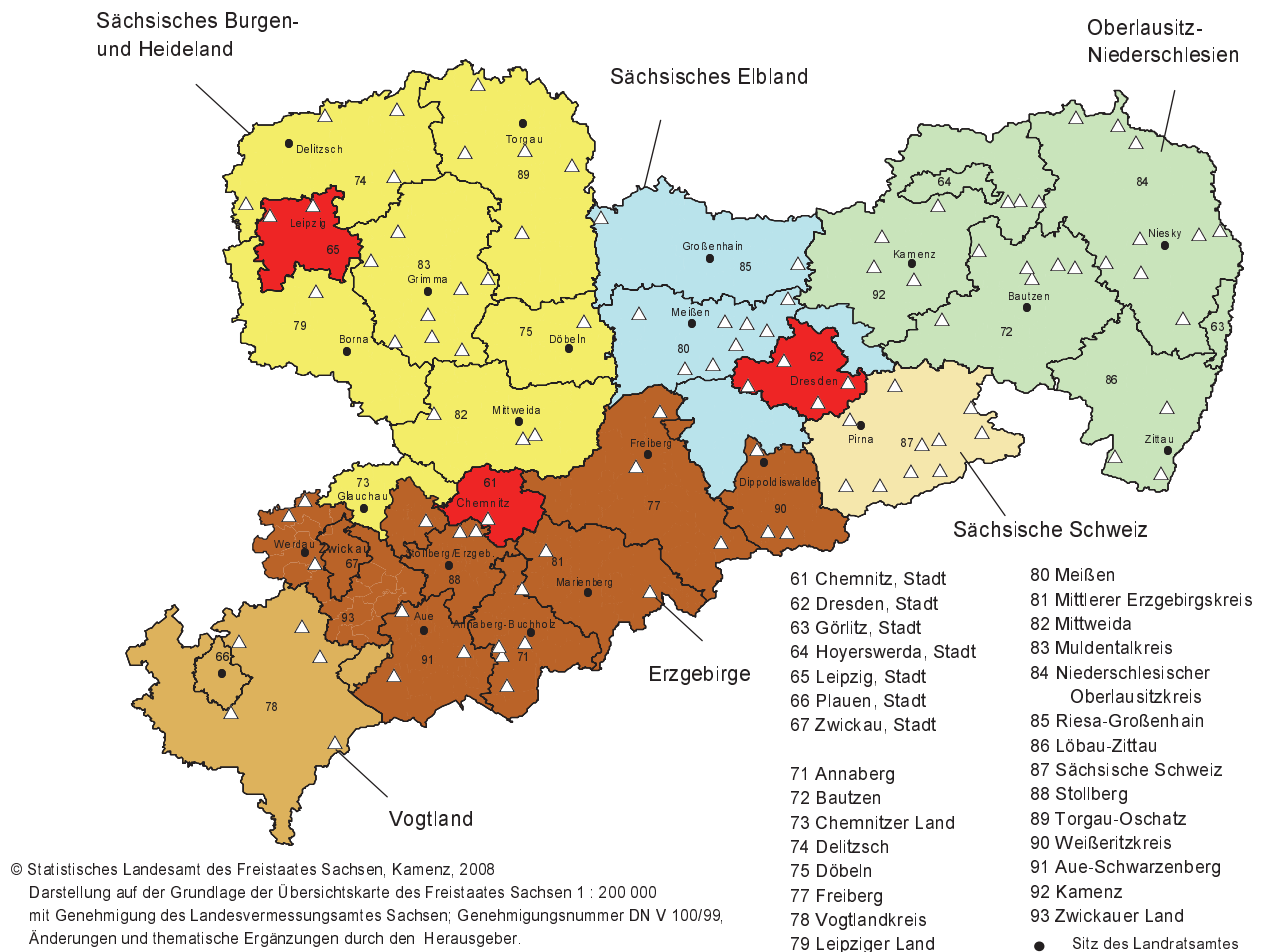 Sächsisches Burgen-
und Heideland
Sächsisches Elbland
Oberlausitz-
Niederschlesien
Delitzsch
74
Torgau
89
Leipzig
65
83
Grimma
79
Borna
75
Döbeln
82
Mittweida
Großenhain
85
Meißen
80
62
Dresden
64
84
Niesky
Kamenz
92
Bautzen
72
63
86
Zittau
Pirna
87
Freiberg
77
Dippoldiswalde
90
73
Glauchau
61
Chemnitz
Werdau
Zwickau
67
93
Stollberg/Erzgeb.
88
81
Marienberg
Aue
91
Annaberg-Buchholz
71
66
78
Sächsische Schweiz
Erzgebirge
Vogtland
61 Chemnitz, Stadt
62 Dresden, Stadt
63 Görlitz, Stadt
64 Hoyerswerda, Stadt
65 Leipzig, Stadt
66 Plauen, Stadt
67 Zwickau, Stadt
71 Annaberg
72 Bautzen
73 Chemnitzer Land
74 Delitzsch
75 Döbeln
77 Freiberg
78 Vogtlandkreis
79 Leipziger Land
80 Meißen
81 Mittlerer Erzgebirgskreis
82 Mittweida
83 Muldentalkreis
84 Niederschlesischer
Oberlausitzkreis
85 Riesa-Großenhain
86 Löbau-Zittau
87 Sächsische Schweiz
88 Stollberg
89 Torgau-Oschatz
90 Weißeritzkreis
91 Aue-Schwarzenberg
92 Kamenz
93 Zwickauer Land
Sitz des Landratsamtes
© Statistisches Landesamt des Freistaates Sachsen, Kamenz, 2008
Darstellung auf der Grundlage der Übersichtskarte des Freistaates Sachsen 1 : 200 000
mit Genehmigung des Landesvermessungsamtes Sachsen; Genehmigungsnummer DN V 100/99,
Änderungen und thematische Ergänzungen durch den Herausgeber.